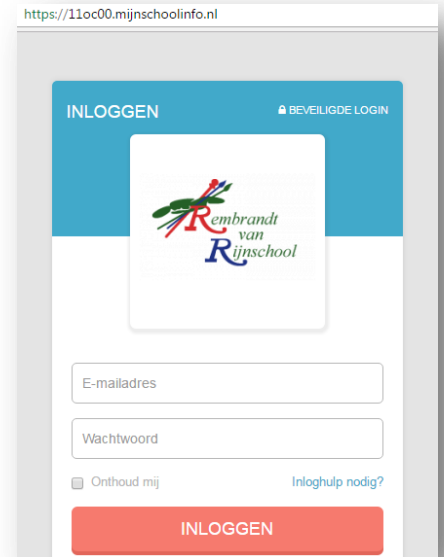 https://11oc00.mijnschoolinfo.nl
INLOGGEN
BEVEILIGDE LOGIN
Rembrandt
van
Rijnschool
E-mailadres
Wachtwoord
Onthoud mij
Inloghulp nodig?
INLOGGEN